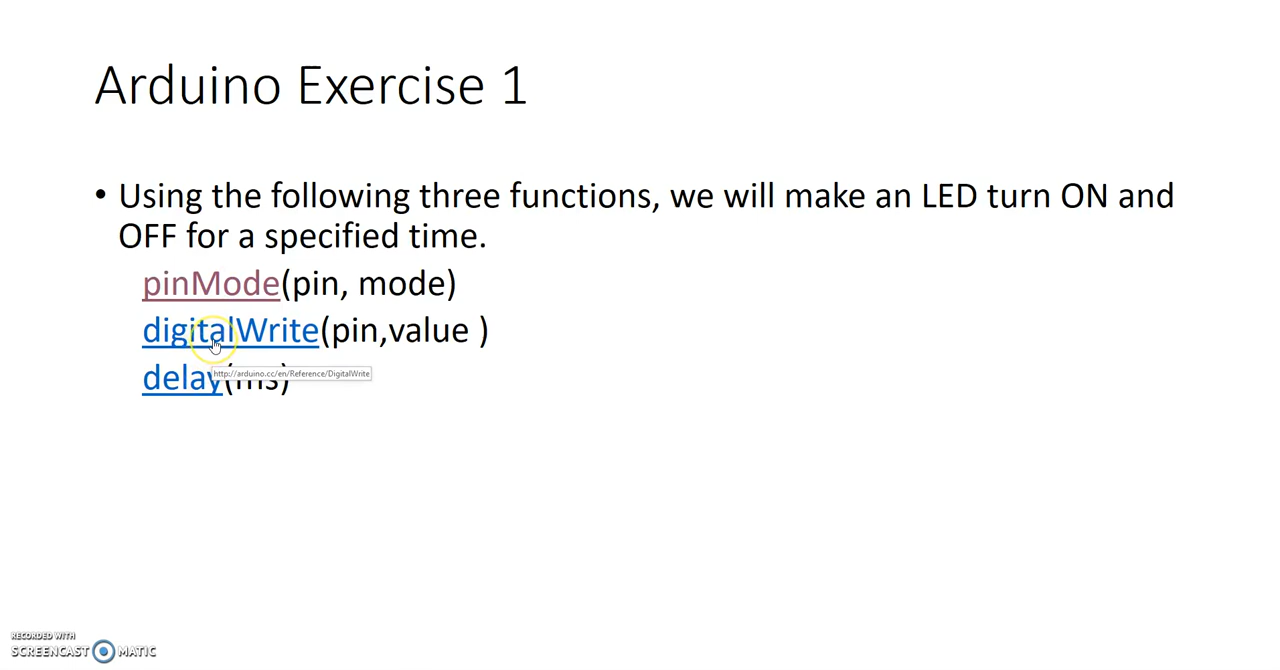 Arduino Exercise 1
• Using the following three functions, we will make an LED turn ON and
OFF for a specified time.
pinMode(pin, mode)
digitalWrite(pin,value )
http://arduino.cc/en/Reference/DigitalWrite
delay(ms)
RECORDED WITH
SCREENCAST MATIC